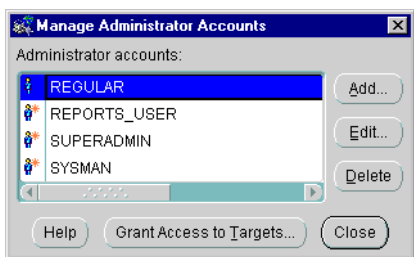 Manage Administrator Accounts
Administrator accounts:
REGULAR
Add...
REPORTS_USER
Edit...
SUPERADMIN
SYSMAN
Delete
Help
Grant Access to Targets...
Close